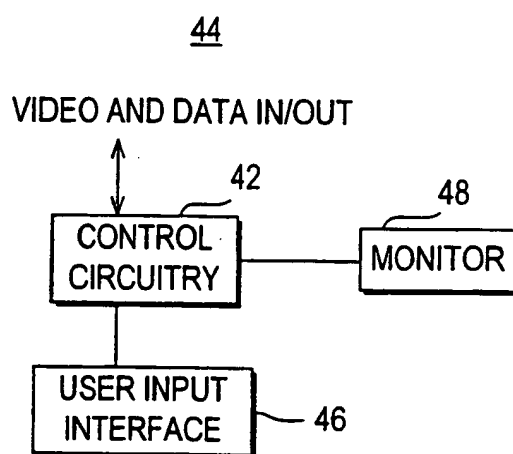 44
VIDEO AND DATA IN/OUT
42
CONTROL
CIRCUITRY
48
MONITOR
USER INPUT
INTERFACE
46